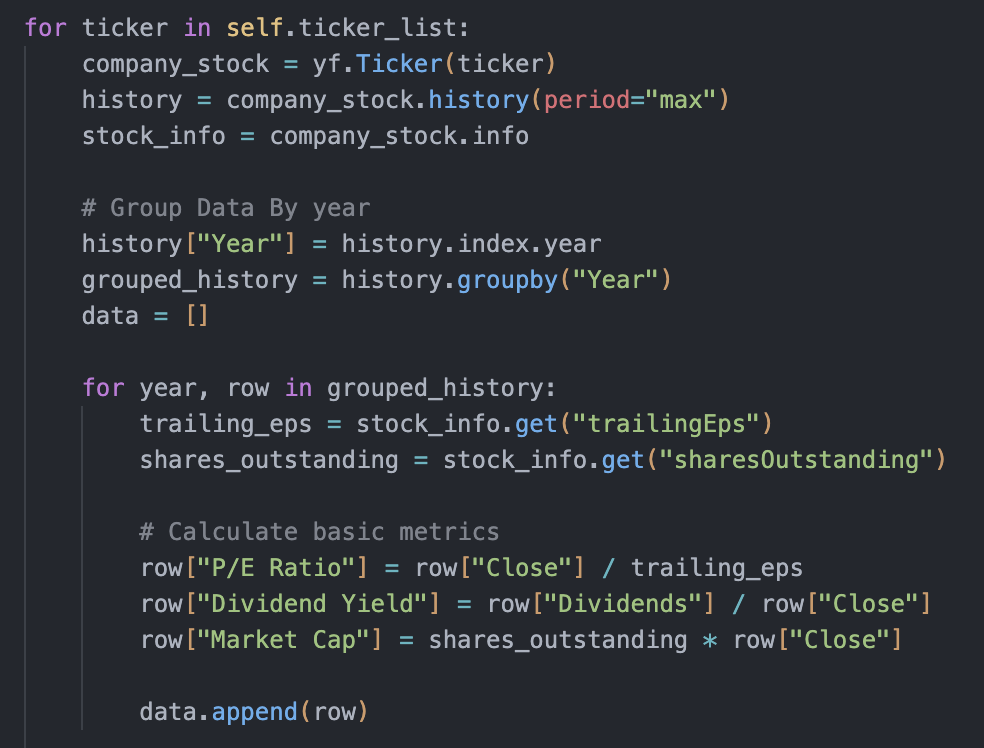 for ticker in self.ticker_list:
    company_stock = yf.Ticker(ticker)
    history = company_stock.history(period="max")
    stock_info = company_stock.info

    # Group Data By year
    history["Year"] = history.index.year
    grouped_history = history.groupby("Year")
    data = []

    for year, row in grouped_history:
        trailing_eps = stock_info.get("trailingEps")
        shares_outstanding = stock_info.get("sharesOutstanding")

        # Calculate basic metrics
        row["P/E Ratio"] = row["Close"] / trailing_eps
        row["Dividend Yield"] = row["Dividends"] / row["Close"]
        row["Market Cap"] = shares_outstanding * row["Close"]

        data.append(row)